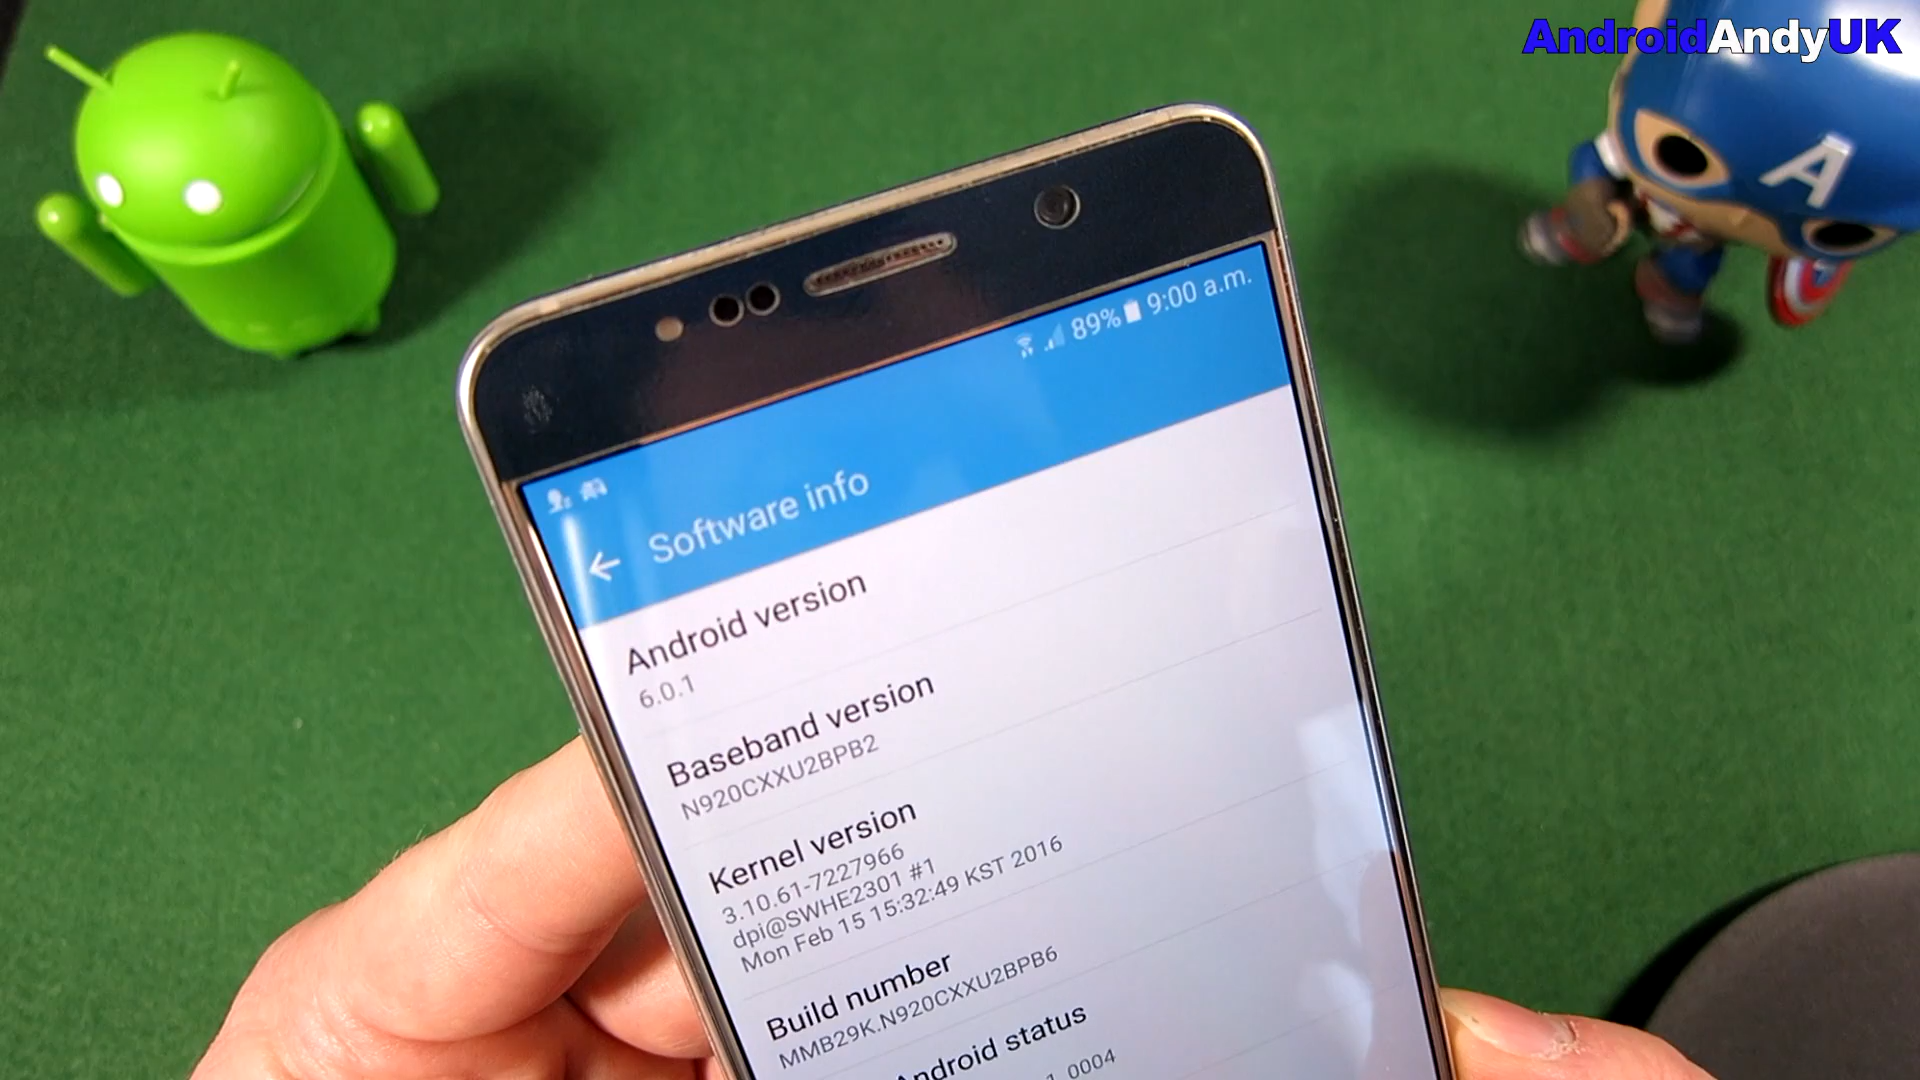 AndroidAndyUK
A
89% 9:00 a.m.
Software info
Android version
6.0.1
Baseband version
N920CXXU2BPB2
Kernel version
3.10.61-7227966
dpi@SWHE2301 #1
Mon Feb 15 15:32:49 KST 2016
Build number
MMB29K.N920CXXU2BPB6
Android status
0004